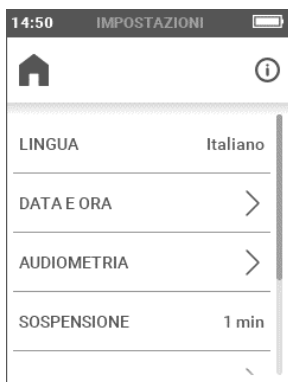 14:50 IMPOSTAZIONI
LINGUA Italiano
DATA E ORA
AUDIOMETRIA
SOSPENSIONE 1 min